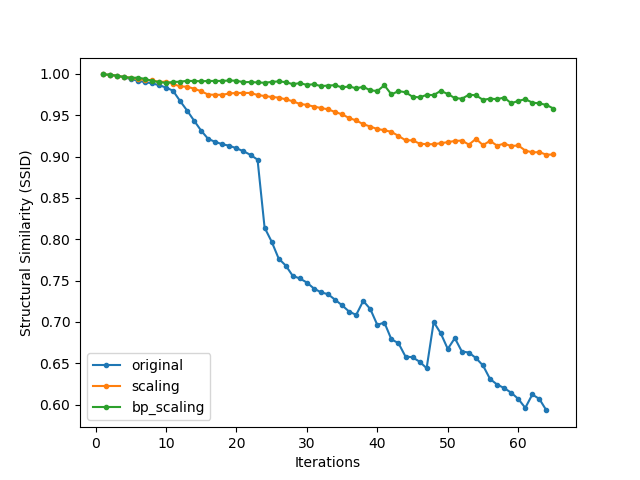 1.00
0.95
0.90
0.85
0.80
0.75
0.70
0.65
0.60
Structural Similarity (SSID)
original
scaling
bp_scaling
0 10 20 30 40 50 60
Iterations